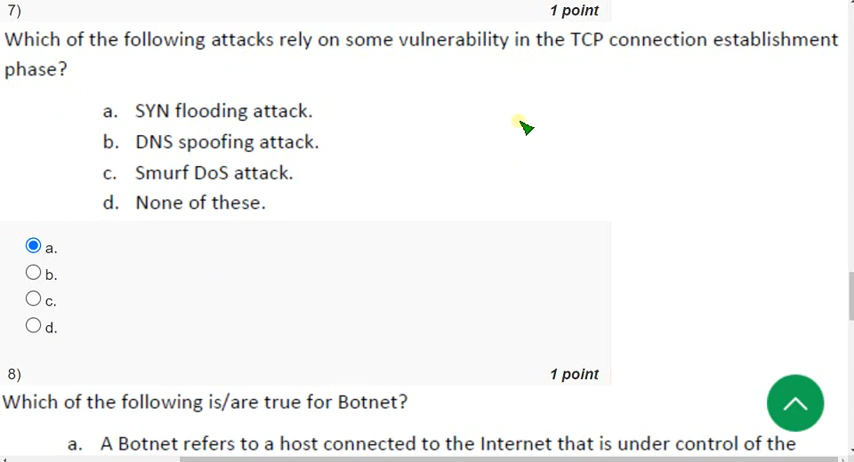 7) 1 point
Which of the following attacks rely on some vulnerability in the TCP connection establishment
phase?
a. SYN flooding attack.
b. DNS spoofing attack.
c. Smurf DoS attack.
d. None of these.
a.
b.
c.
d.
8) 1 point
Which of the following is/are true for Botnet?
a. A Botnet refers to a host connected to the Internet that is under control of the